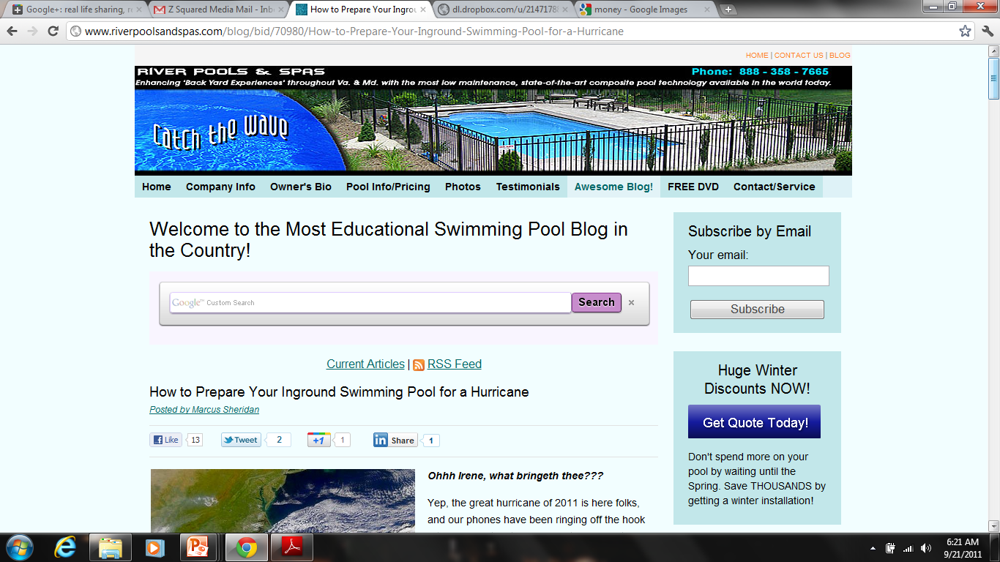 Google+: real life sharing, r
Z Squared Media Mail - Inb
How to Prepare Your Ingrou
dl.dropbox.com/u/2147178
money - Google Images
www.riverpoolsandspas.com/blog/bid/70980/How-to-Prepare-Your-Inground-Swimming-Pool-for-a-Hurricane
HOME | CONTACT US | BLOG
RIVER POOLS & SPAS
Phone: 888 - 358 - 7665
Enhancing 'Back Yard Experiences' throughout Va. & Md. with the most low maintenance, state-of-the-art composite pool technology available in the world today.
Catch the Wave
Home Company Info Owner's Bio Pool Info/Pricing Photos Testimonials Awesome Blog! FREE DVD Contact/Service
Welcome to the Most Educational Swimming Pool Blog in
the Country!
Google™ Custom Search
Search
Current Articles | RSS Feed
How to Prepare Your Inground Swimming Pool for a Hurricane
Posted by Marcus Sheridan
Like 13 Tweet 2 +1 1 in Share 1
Ohhh Irene, what bringeth thee???
Yep, the great hurricane of 2011 is here folks,
and our phones have been ringing off the hook
Subscribe by Email
Your email:
Subscribe
Huge Winter
Discounts NOW!
Get Quote Today!
Don't spend more on your
pool by waiting until the
Spring. Save THOUSANDS by
getting a winter installation!
6:21 AM
9/21/2011